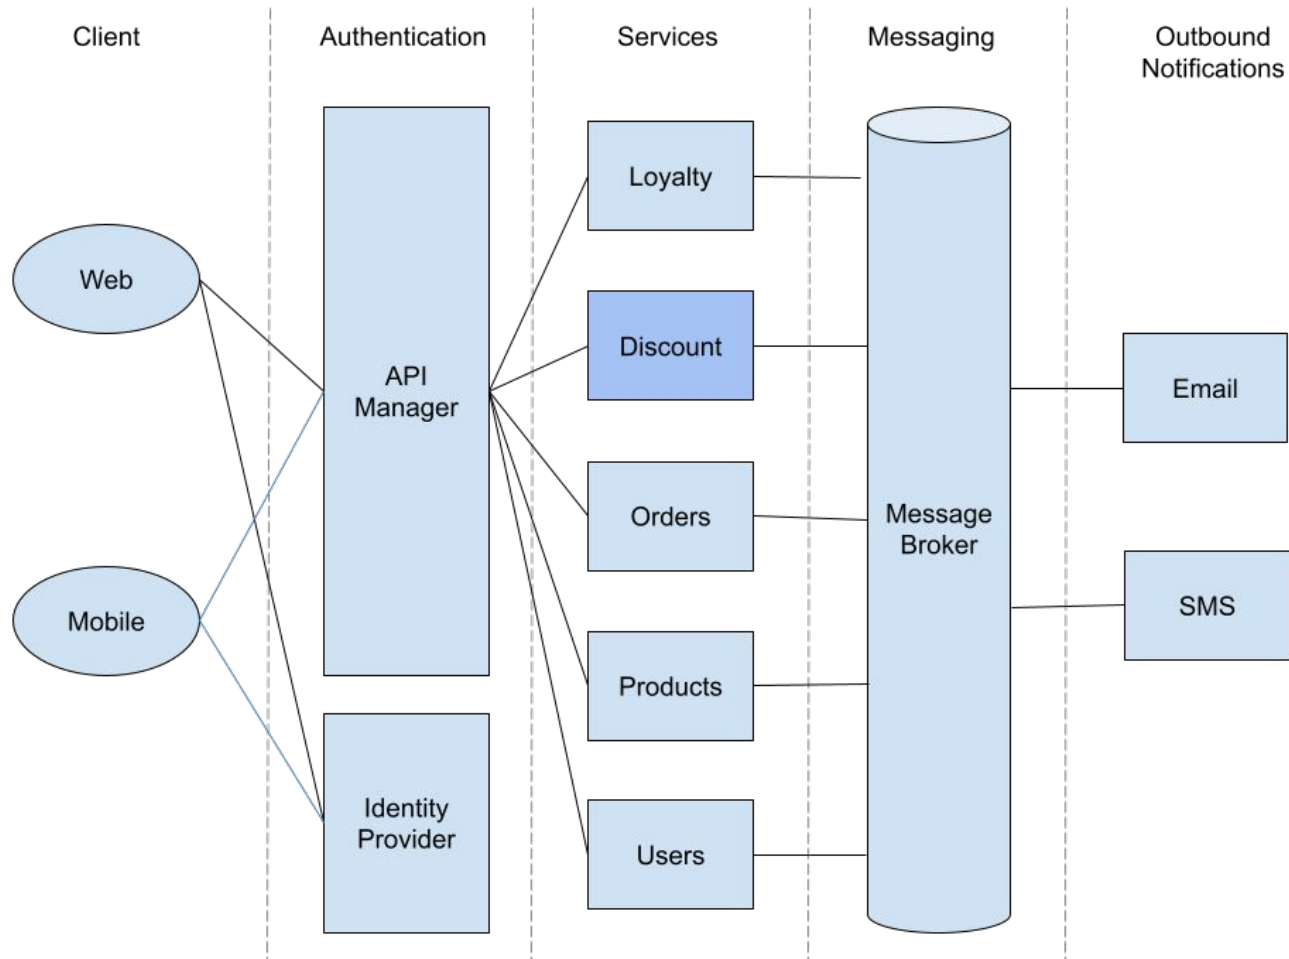 Client
Authentication
Services
Messaging
Outbound
Notifications
Web
Mobile
API
Manager
Identity
Provider
Loyalty
Discount
Orders
Products
Users
Message
Broker
Email
SMS